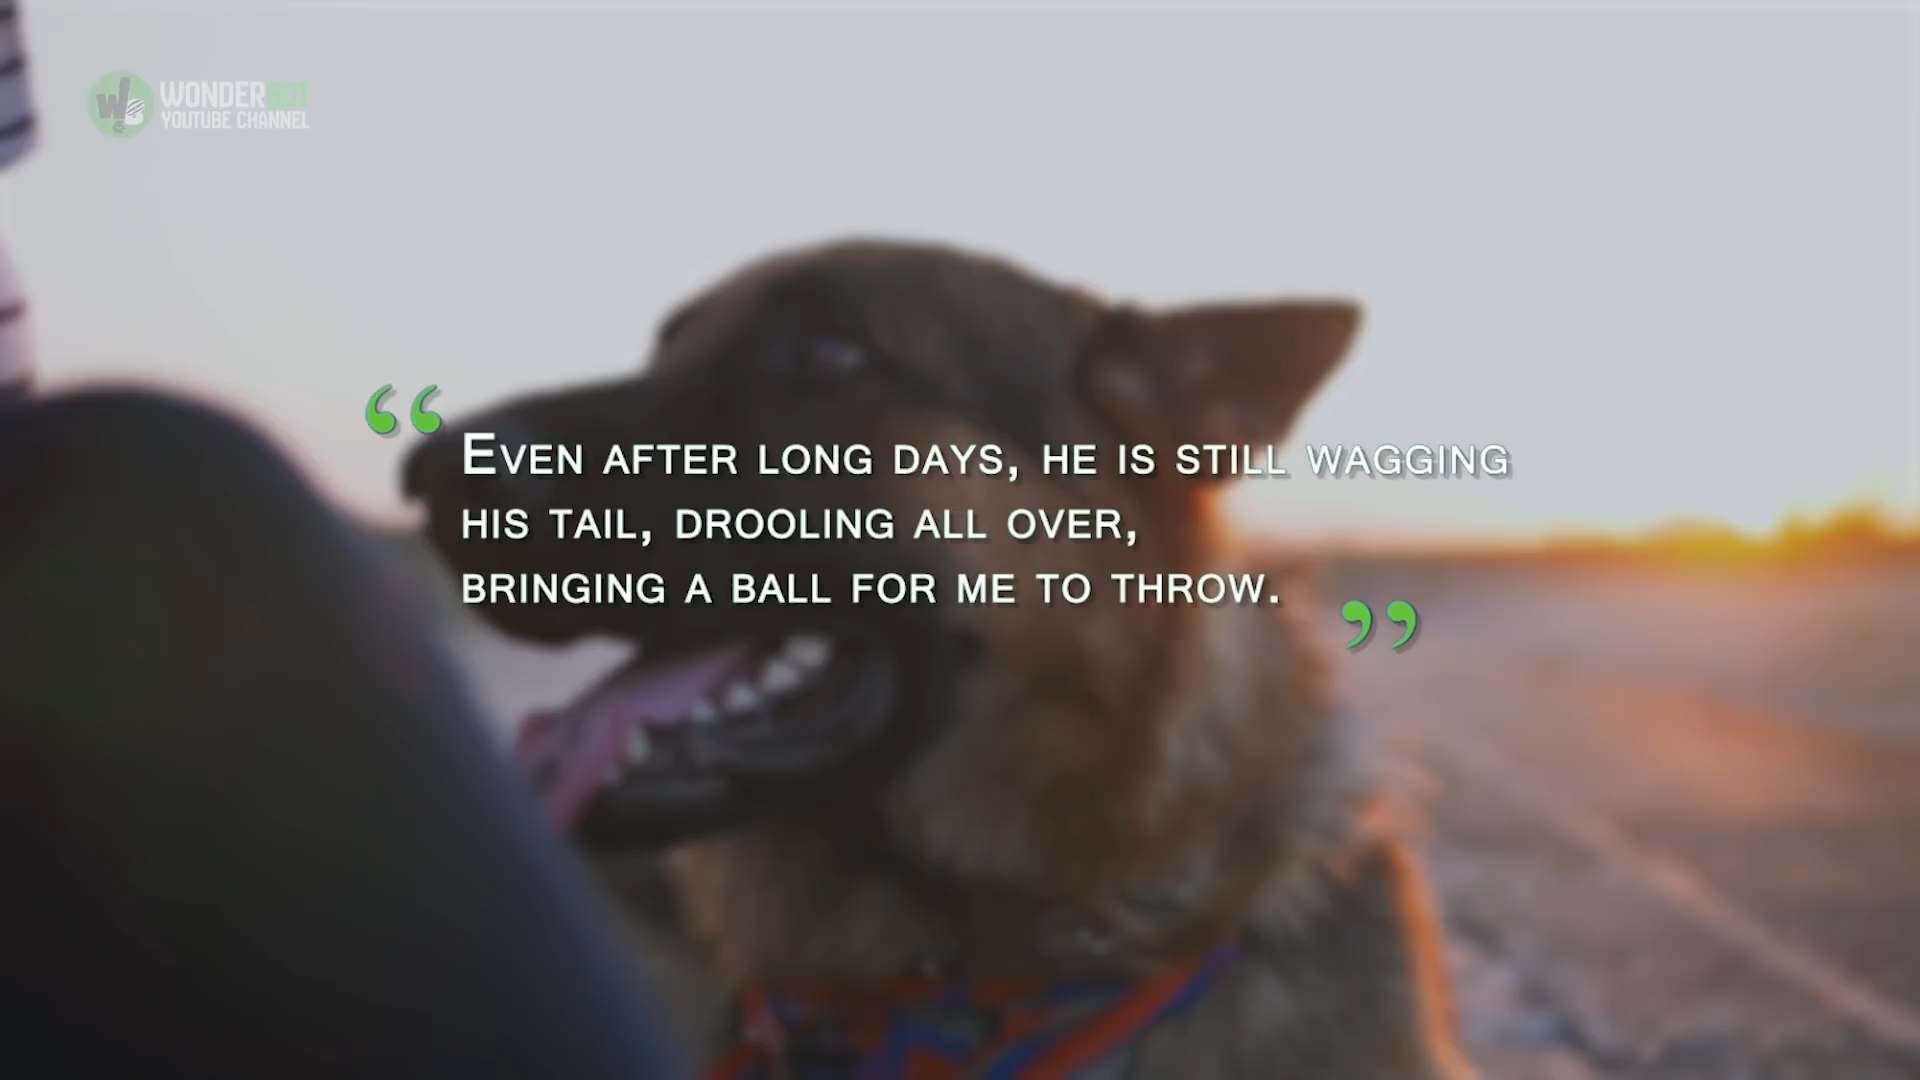 WONDERBOT
YOUTUBE CHANNEL
“EVEN AFTER LONG DAYS, HE IS STILL WAGGING
HIS TAIL, DROOLING ALL OVER,
BRINGING A BALL FOR ME TO THROW.”